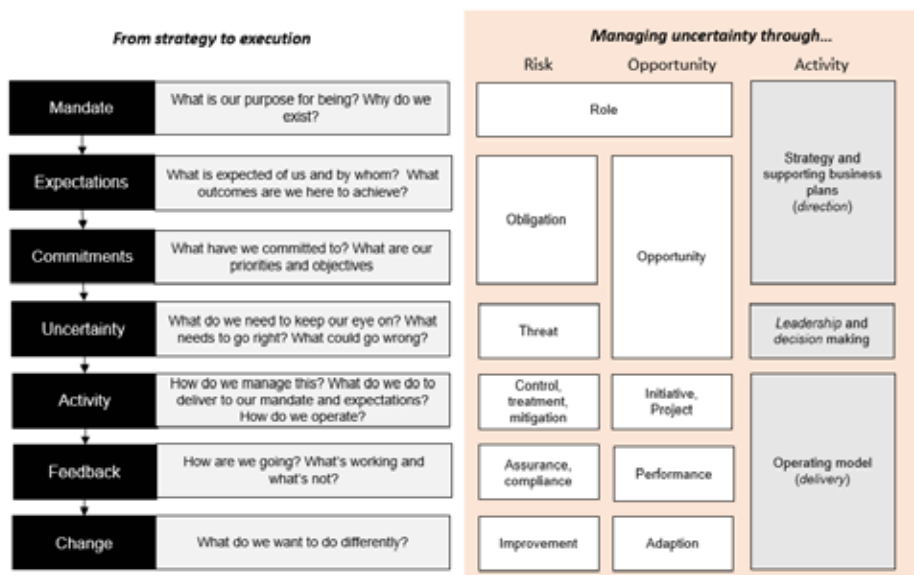 From strategy to execution
Managing uncertainty through...
Risk
Opportunity
Activity
Mandate
What is our purpose for being? Why do we
exist?
Role
Strategy and
supporting business
plans
(direction)
Expectations
What is expected of us and by whom? What
outcomes are we here to achieve?
Obligation
Opportunity
Commitments
What have we committed to? What are our
priorities and objectives
Uncertainty
What do we need to keep our eye on? What
needs to go right? What could go wrong?
Threat
Leadership and
decision making
Activity
How do we manage this? What do we do to
deliver to our mandate and expectations?
How do we operate?
Control,
treatment,
mitigation
Initiative,
Project
Operating model
(delivery)
Feedback
How are we going? What's working and
what's not?
Assurance,
compliance
Performance
Change
What do we want to do differently?
Improvement
Adaption